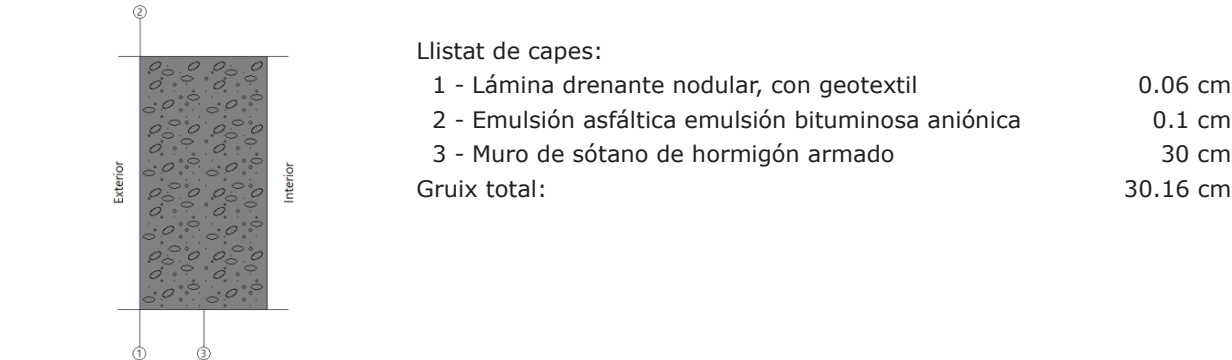 ②
Llistat de capes:
1 - Lámina drenante nodular, con geotextil 0.06 cm
2 - Emulsión asfáltica emulsión bituminosa aniónica 0.1 cm
3 - Muro de sótano de hormigón armado 30 cm
Gruix total: 30.16 cm
Exterior
Interior
① ③